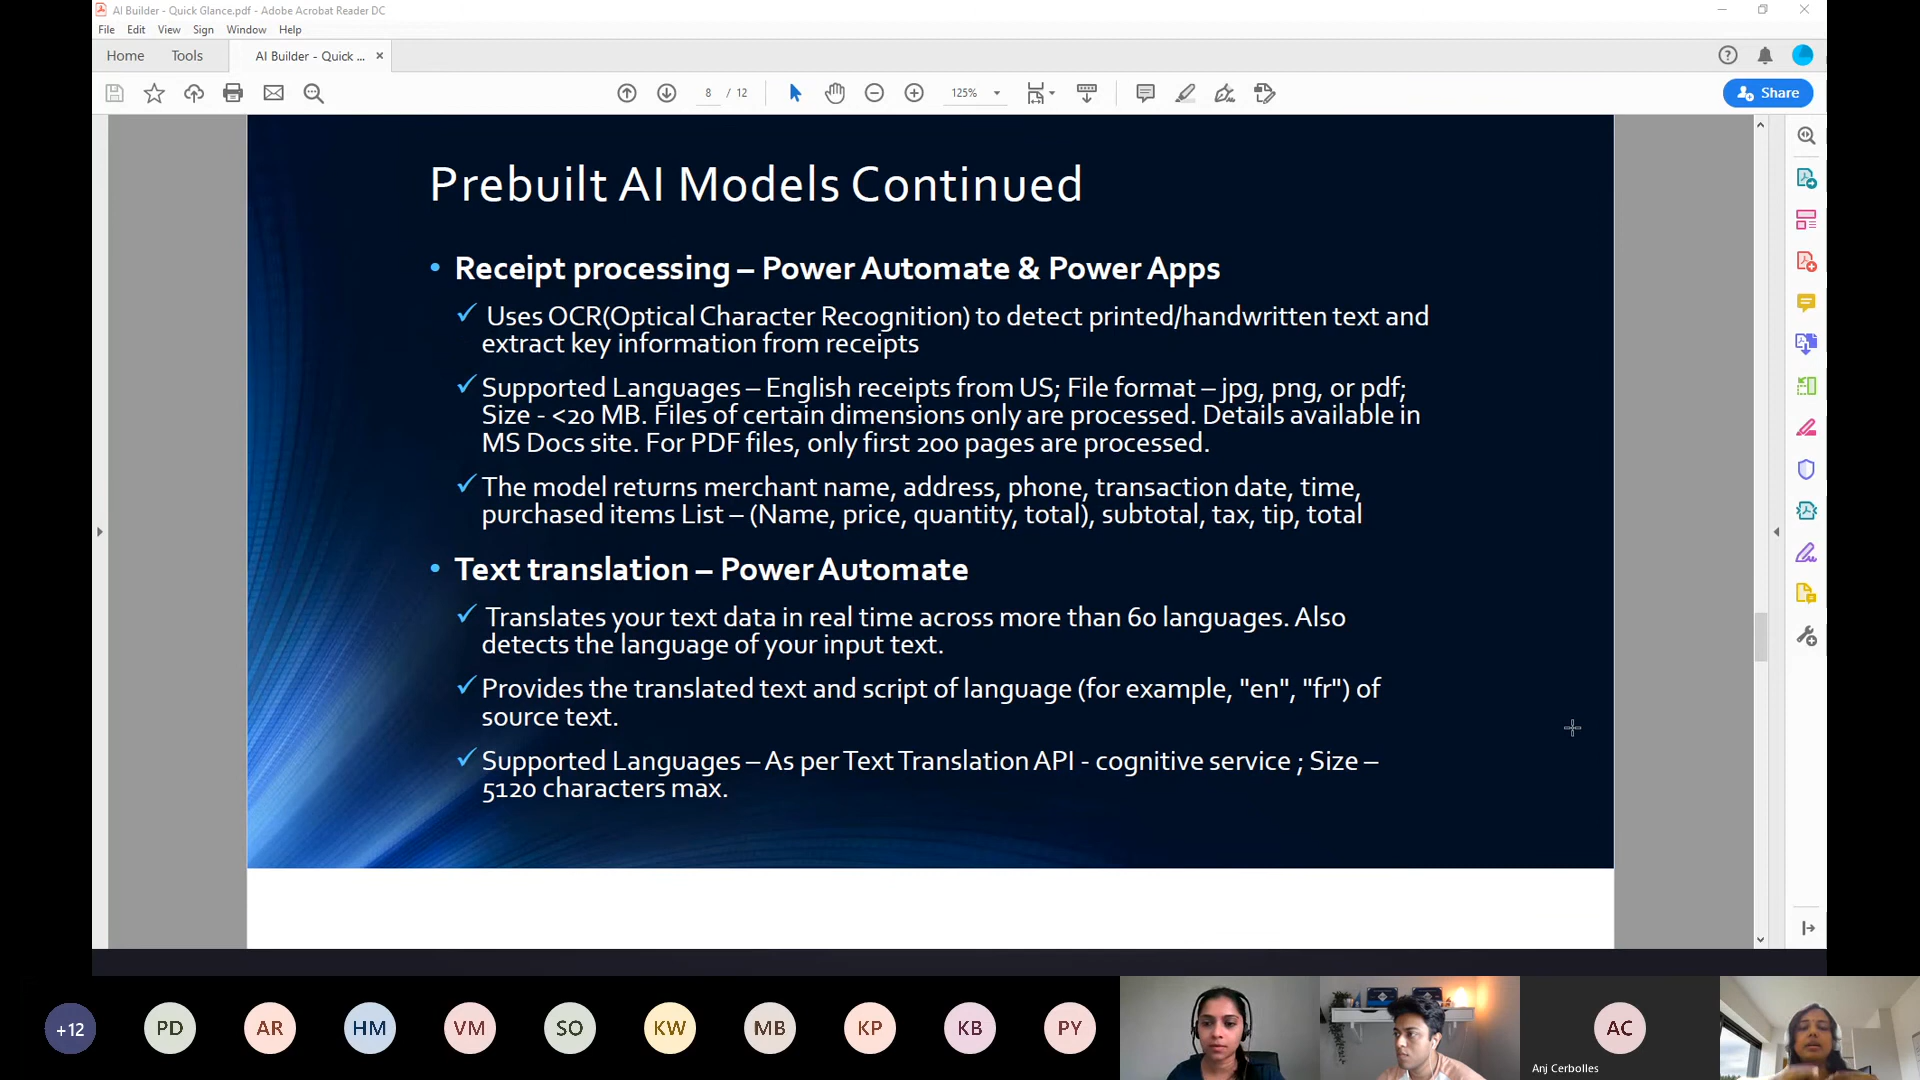 AI Builder - Quick Glance.pdf - Adobe Acrobat Reader DC
File Edit View Sign Window Help
Home Tools AI Builder - Quick ... ×
8 / 12 125% Share
Prebuilt AI Models Continued
• Receipt processing – Power Automate & Power Apps
✓ Uses OCR(Optical Character Recognition) to detect printed/handwritten text and
extract key information from receipts
✓ Supported Languages – English receipts from US; File format – jpg, png, or pdf;
Size - <20 MB. Files of certain dimensions only are processed. Details available in
MS Docs site. For PDF files, only first 200 pages are processed.
✓ The model returns merchant name, address, phone, transaction date, time,
purchased items List – (Name, price, quantity, total), subtotal, tax, tip, total
• Text translation – Power Automate
✓ Translates your text data in real time across more than 60 languages. Also
detects the language of your input text.
✓ Provides the translated text and script of language (for example, "en", "fr") of
source text.
✓ Supported Languages – As per Text Translation API - cognitive service ; Size –
5120 characters max.
+12 PD AR HM VM SO KW MB KP KB PY AC
Anj Cerbolles